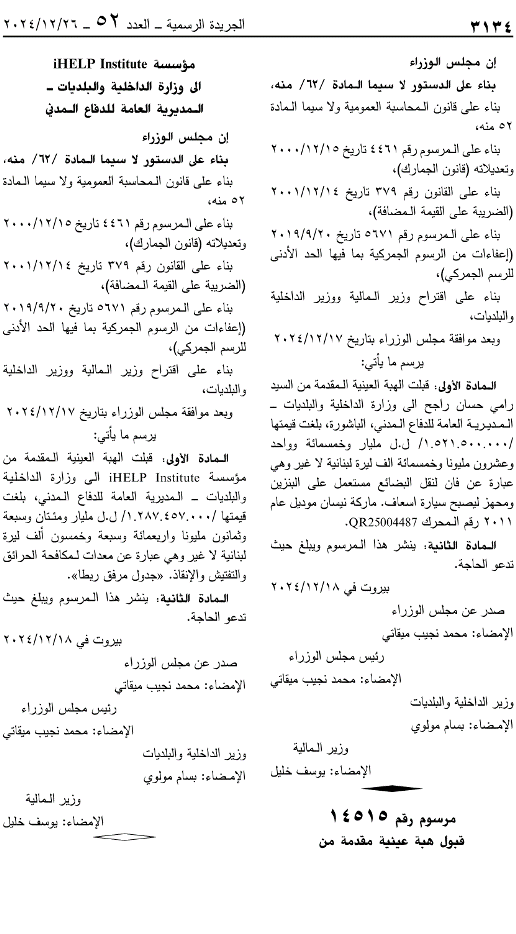 ٣١٣٤
الجريدة الرسمية ــ العدد ٥٢ ــ ٢٠٢٤/١٢/٢٦
إن مجلس الوزراء
بناء على الدستور لا سيما المادة /٦٢/ منه،
بناء على قانون المحاسبة العمومية ولا سيما المادة
٥٢ منه،
بناء على المرسوم رقم ٤٤٦١ تاريخ ٢٠٠٠/١٢/١٥
وتعديلاته (قانون الجمارك)،
بناء على القانون رقم ٣٧٩ تاريخ ٢٠٠١/١٢/١٤
(الضريبة على القيمة المضافة)،
بناء على المرسوم رقم ٥٦٧١ تاريخ ٢٠١٩/٩/٢٠
(إعفاءات من الرسوم الجمركية بما فيها الحد الأدنى
للرسم الجمركي)،
بناء على اقتراح وزير المالية ووزير الداخلية
والبلديات،
وبعد موافقة مجلس الوزراء بتاريخ ٢٠٢٤/١٢/١٧
يرسم ما يأتي:
المادة الأولى: قبلت الهبة العينية المقدمة من السيد
رامي حسان راجح الى وزارة الداخلية والبلديات ــ
المديرية العامة للدفاع المدني، الباشورة، بلغت قيمتها
/١.٥٢١.٥٠٠.٠٠٠/ ل.ل مليار وخمسمائة وواحد
وعشرون مليونا وخمسمائة الف ليرة لبنانية لا غير وهي
عبارة عن فان لنقل البضائع مستعمل على البنزين
ومجهز ليصبح سيارة اسعاف. ماركة نيسان موديل عام
٢٠١١ رقم المحرك QR25004487.
المادة الثانية: ينشر هذا المرسوم ويبلغ حيث
تدعو الحاجة.
بيروت في ٢٠٢٤/١٢/١٨
صدر عن مجلس الوزراء
الإمضاء: محمد نجيب ميقاتي
رئيس مجلس الوزراء
الإمضاء: محمد نجيب ميقاتي
وزير الداخلية والبلديات
الإمضاء: بسام مولوي
وزير المالية
الإمضاء: يوسف خليل
مرسوم رقم ١٤٥١٥
قبول هبة عينية مقدمة من
مؤسسة iHELP Institute
الى وزارة الداخلية والبلديات ــ
المديرية العامة للدفاع المدني
إن مجلس الوزراء
بناء على الدستور لا سيما المادة /٦٢/ منه،
بناء على قانون المحاسبة العمومية ولا سيما المادة
٥٢ منه،
بناء على المرسوم رقم ٤٤٦١ تاريخ ٢٠٠٠/١٢/١٥
وتعديلاته (قانون الجمارك)،
بناء على القانون رقم ٣٧٩ تاريخ ٢٠٠١/١٢/١٤
(الضريبة على القيمة المضافة)،
بناء على المرسوم رقم ٥٦٧١ تاريخ ٢٠١٩/٩/٢٠
(إعفاءات من الرسوم الجمركية بما فيها الحد الأدنى
للرسم الجمركي)،
بناء على اقتراح وزير المالية ووزير الداخلية
والبلديات،
وبعد موافقة مجلس الوزراء بتاريخ ٢٠٢٤/١٢/١٧
يرسم ما يأتي:
المادة الأولى: قبلت الهبة العينية المقدمة من
مؤسسة iHELP Institute الى وزارة الداخلية
والبلديات ــ المديرية العامة للدفاع المدني، بلغت
قيمتها /١.٢٨٧.٤٥٧.٠٠٠/ ل.ل مليار ومئتان وسبعة
وثمانون مليونا واربعمائة وسبعة وخمسون ألف ليرة
لبنانية لا غير وهي عبارة عن معدات لمكافحة الحرائق
والتفتيش والإنقاذ. «جدول مرفق ربطا».
المادة الثانية: ينشر هذا المرسوم ويبلغ حيث
تدعو الحاجة.
بيروت في ٢٠٢٤/١٢/١٨
صدر عن مجلس الوزراء
الإمضاء: محمد نجيب ميقاتي
رئيس مجلس الوزراء
الإمضاء: محمد نجيب ميقاتي
وزير الداخلية والبلديات
الإمضاء: بسام مولوي
وزير المالية
الإمضاء: يوسف خليل